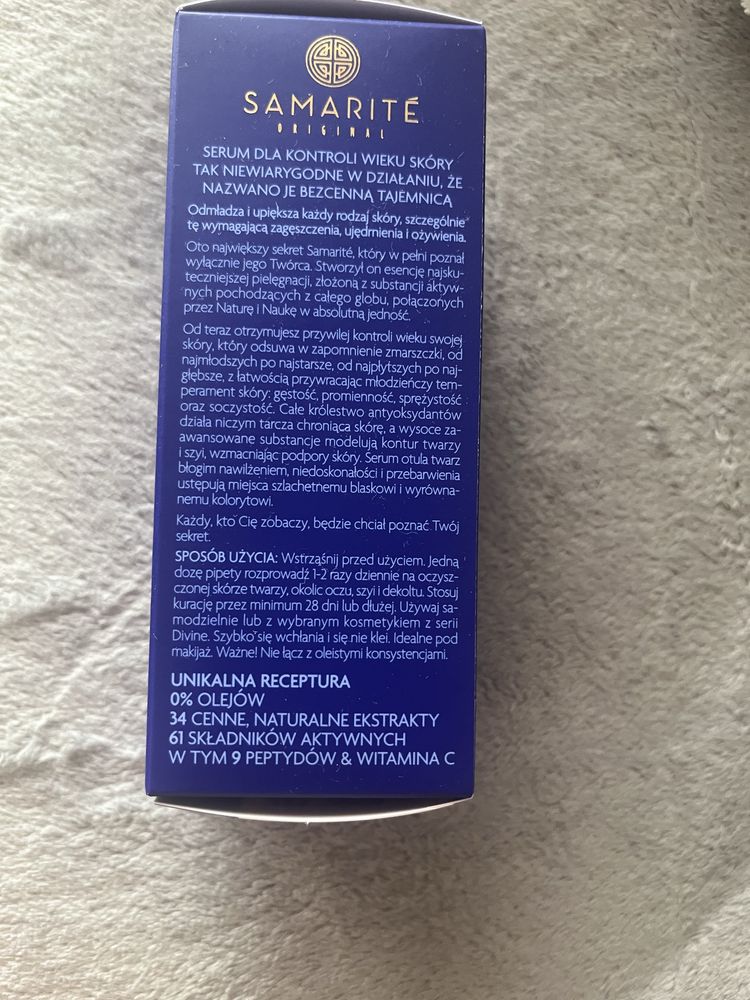 SAMARITÉ
ORIGINAL
SERUM DLA KONTROLI WIEKU SKÓRY
TAK NIEWIARYGODNE W DZIAŁANIU, ŻE
NAZWANO JE BEZCENNĄ TAJEMNICĄ
Odmładza i upiększa każdy rodzaj skóry, szczególnie
tę wymagającą zagęszczenia, ujędrnienia i ożywienia.
Oto największy sekret Samarité, który w pełni poznał
wyłącznie jego Twórca. Stworzył on esencję najsku-
teczniejszej pielęgnacji, złożoną z substancji aktyw-
nych pochodzących z całego globu, połączonych
przez Naturę i Naukę w absolutną jedność.
Od teraz otrzymujesz przywilej kontroli wieku swojej
skóry, który odsuwa w zapomnienie zmarszczki, od
najmłodszych po najstarsze, od najpłytszych po naj-
głębsze, z łatwością przywracając młodzieńczy tem-
perament skóry: gęstość, promienność, sprężystość
oraz soczystość. Całe królestwo antyoksydantów
działa niczym tarcza chroniąca skórę, a wysoce za-
awansowane substancje modelują kontur twarzy
i szyi, wzmacniając podpory skóry. Serum otula twarz
błogim nawilżeniem, niedoskonałości i przebarwienia
ustępują miejsca szlachetnemu blaskowi i wyrówna-
nemu kolorytowi.
Każdy, kto Cię zobaczy, będzie chciał poznać Twój
sekret.
SPOSÓB UŻYCIA: Wstrząśnij przed użyciem. Jedną
dozę pipety rozprowadź 1-2 razy dziennie na oczysz-
czonej skórze twarzy, okolic oczu, szyi i dekoltu. Stosuj
kurację przez minimum 28 dni lub dłużej. Używaj sa-
modzielnie lub z wybranym kosmetykiem z serii
Divine. Szybko się wchłania i się nie klei. Idealne pod
makijaż. Ważne! Nie łącz z oleistymi konsystencjami.
UNIKALNA RECEPTURA
0% OLEJÓW
34 CENNE, NATURALNE EKSTRAKTY
61 SKŁADNIKÓW AKTYWNYCH
W TYM 9 PEPTYDÓW & WITAMINA C